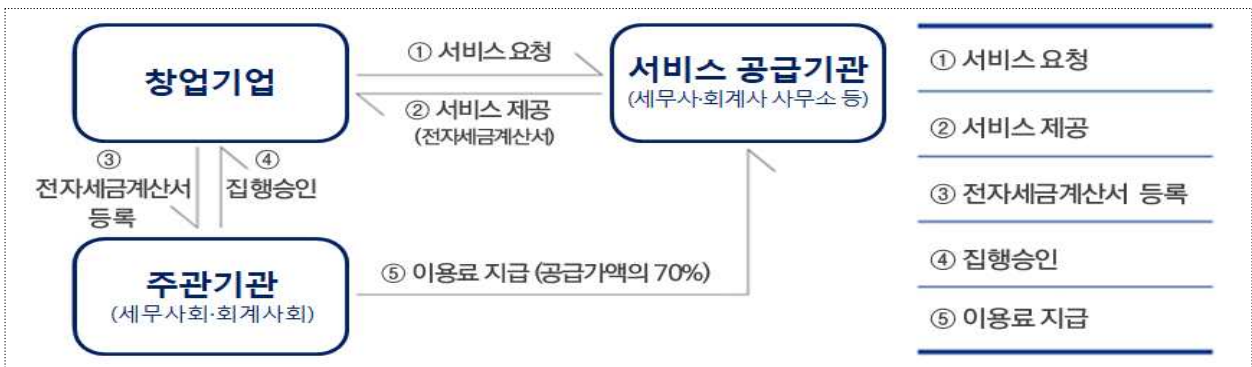 창업기업
① 서비스 요청
② 서비스 제공
(전자세금계산서)
서비스 공급기관
(세무사·회계사 사무소 등)
③
전자세금계산서
등록
④
집행승인
주관기관
(세무사회·회계사회)
⑤ 이용료 지급 (공급가액의 70%)
① 서비스 요청
② 서비스 제공
③ 전자세금계산서 등록
④ 집행승인
⑤ 이용료 지급